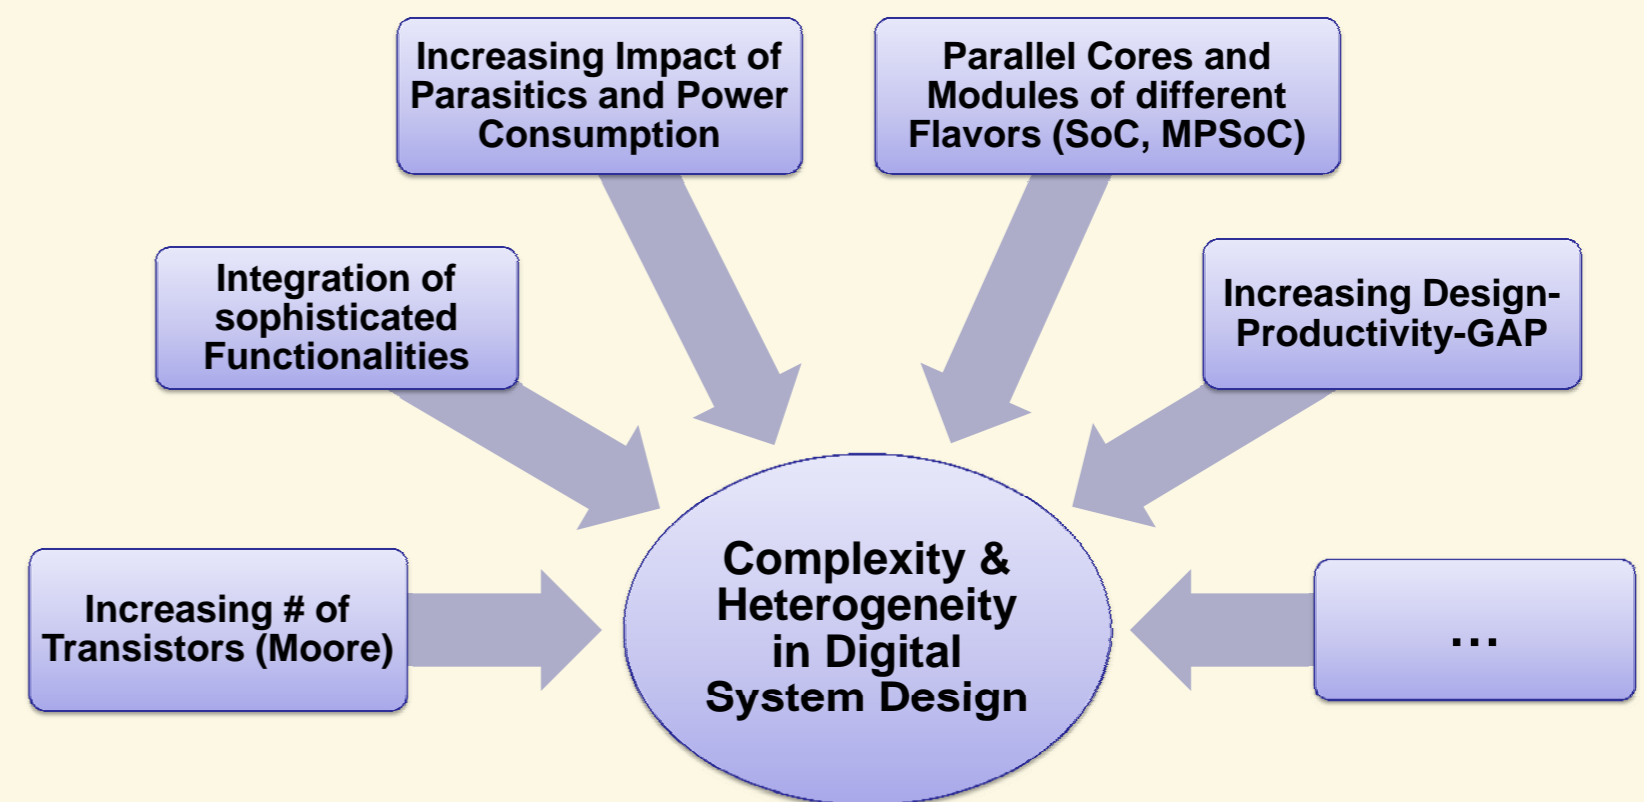 Increasing Impact of
Parasitics and Power
Consumption
Parallel Cores and
Modules of different
Flavors (SoC, MPSoC)
Integration of
sophisticated
Functionalities
Increasing Design-
Productivity-GAP
Increasing # of
Transistors (Moore)
Complexity &
Heterogeneity
in Digital
System Design
...